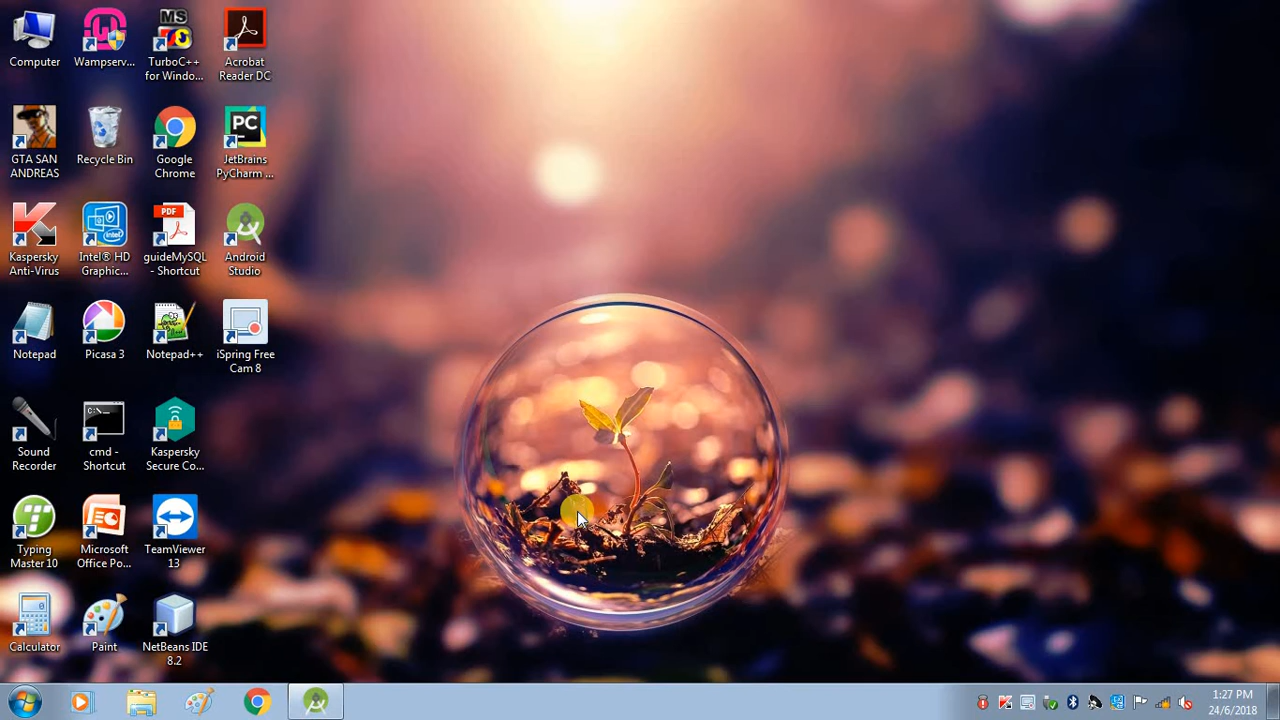 Computer
Wampserv...
MS
TurboC++
for Windo...
Acrobat
Reader DC
GTA SAN
ANDREAS
Recycle Bin
Google
Chrome
PC
JetBrains
PyCharm ...
Kaspersky
Anti-Virus
intel
Intel® HD
Graphic...
PDF
guideMySQL
- Shortcut
Android
Studio
Notepad
Picasa 3
Notepad++
iSpring Free
Cam 8
Sound
Recorder
C:\
cmd -
Shortcut
Kaspersky
Secure Co...
Typing
Master 10
Microsoft
Office Po...
TeamViewer
13
Calculator
Paint
NetBeans IDE
8.2
1:27 PM
24/6/2018